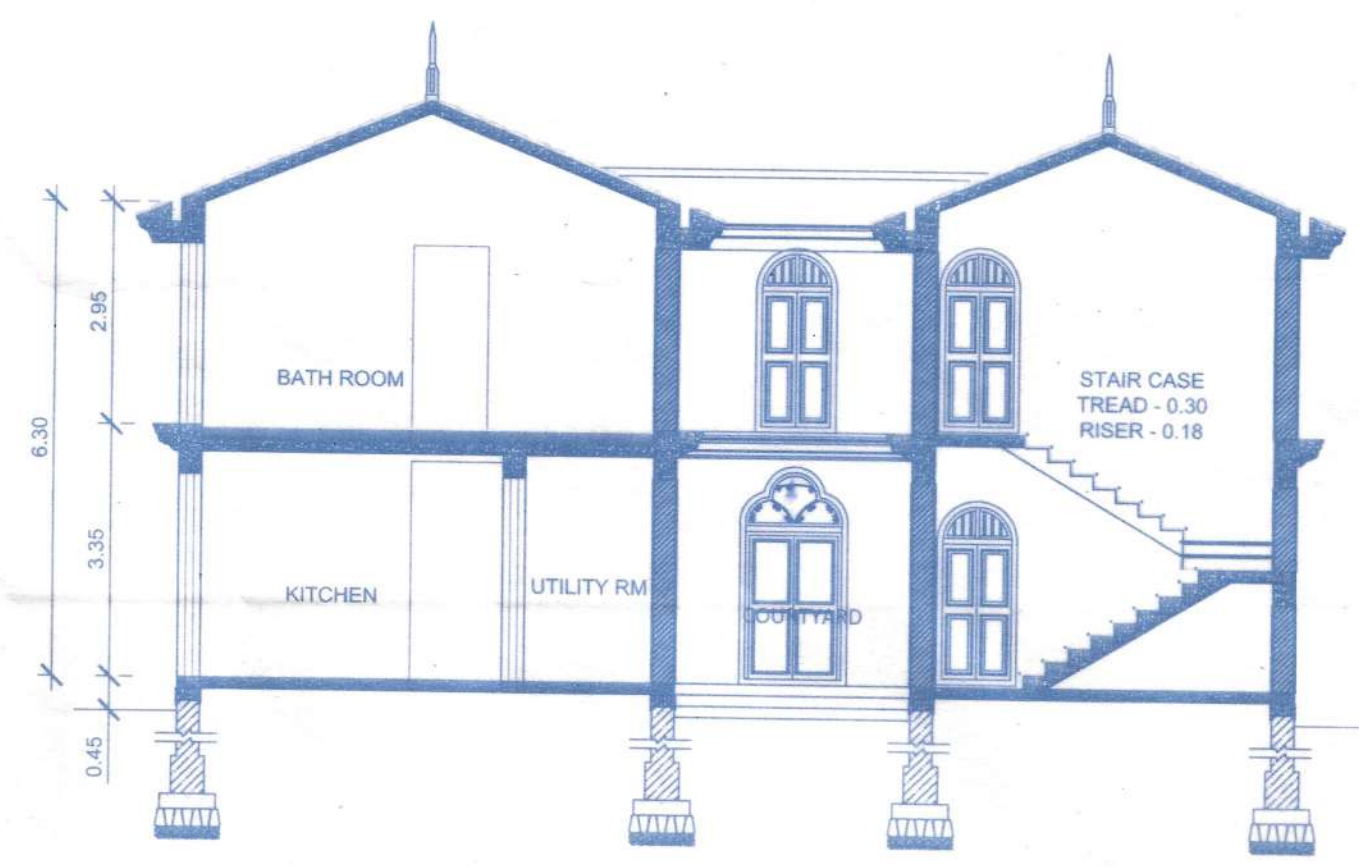 2.95
6.30
3.35
0.45
BATH ROOM
STAIR CASE
TREAD - 0.30
RISER - 0.18
KITCHEN
UTILITY RM
COUNTYARD